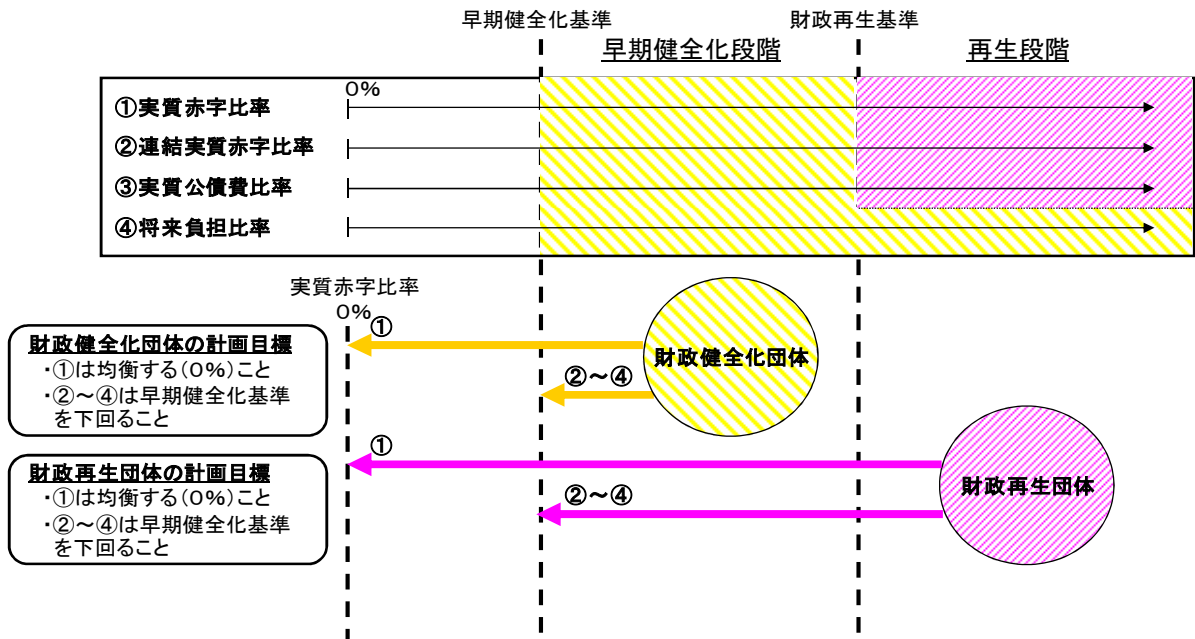 早期健全化基準
財政再生基準
早期健全化段階
再生段階
0%
①実質赤字比率
②連結実質赤字比率
③実質公債費比率
④将来負担比率
実質赤字比率
0%
財政健全化団体の計画目標
・①は均衡する(0%)こと
・②～④は早期健全化基準
を下回ること
①
②～④
財政健全化団体
財政再生団体の計画目標
・①は均衡する(0%)こと
・②～④は早期健全化基準
を下回ること
①
②～④
財政再生団体